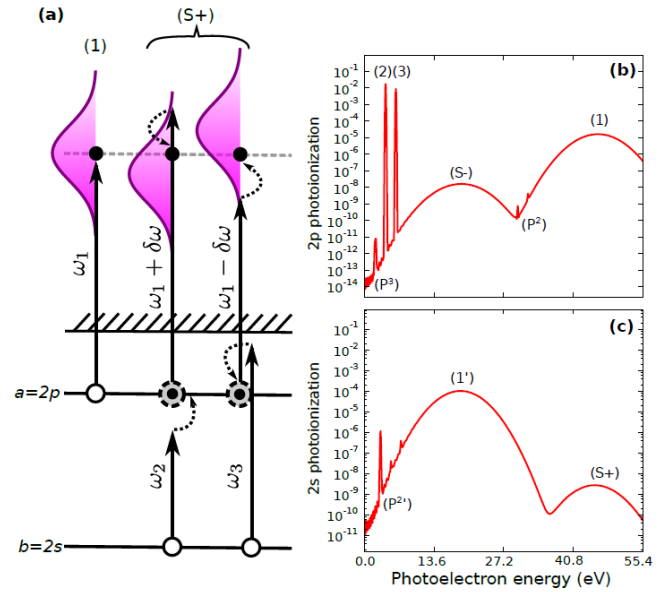 (a)
(S+)
(1)
ω₁
ω₁ + δω
ω₁ − δω
a=2p
ω₂
ω₃
b=2s
(b)
2p photoionization
10⁻¹
10⁻²
10⁻³
10⁻⁴
10⁻⁵
10⁻⁶
10⁻⁷
10⁻⁸
10⁻⁹
10⁻¹⁰
10⁻¹¹
10⁻¹²
10⁻¹³
10⁻¹⁴
(2)(3)
(1)
(S-)
(P²)
(P³)
(c)
2s photoionization
10⁻¹
10⁻²
10⁻³
10⁻⁴
10⁻⁵
10⁻⁶
10⁻⁷
10⁻⁸
10⁻⁹
10⁻¹⁰
10⁻¹¹
(1')
(S+)
(P²')
0.0 13.6 27.2 40.8 55.4
Photoelectron energy (eV)